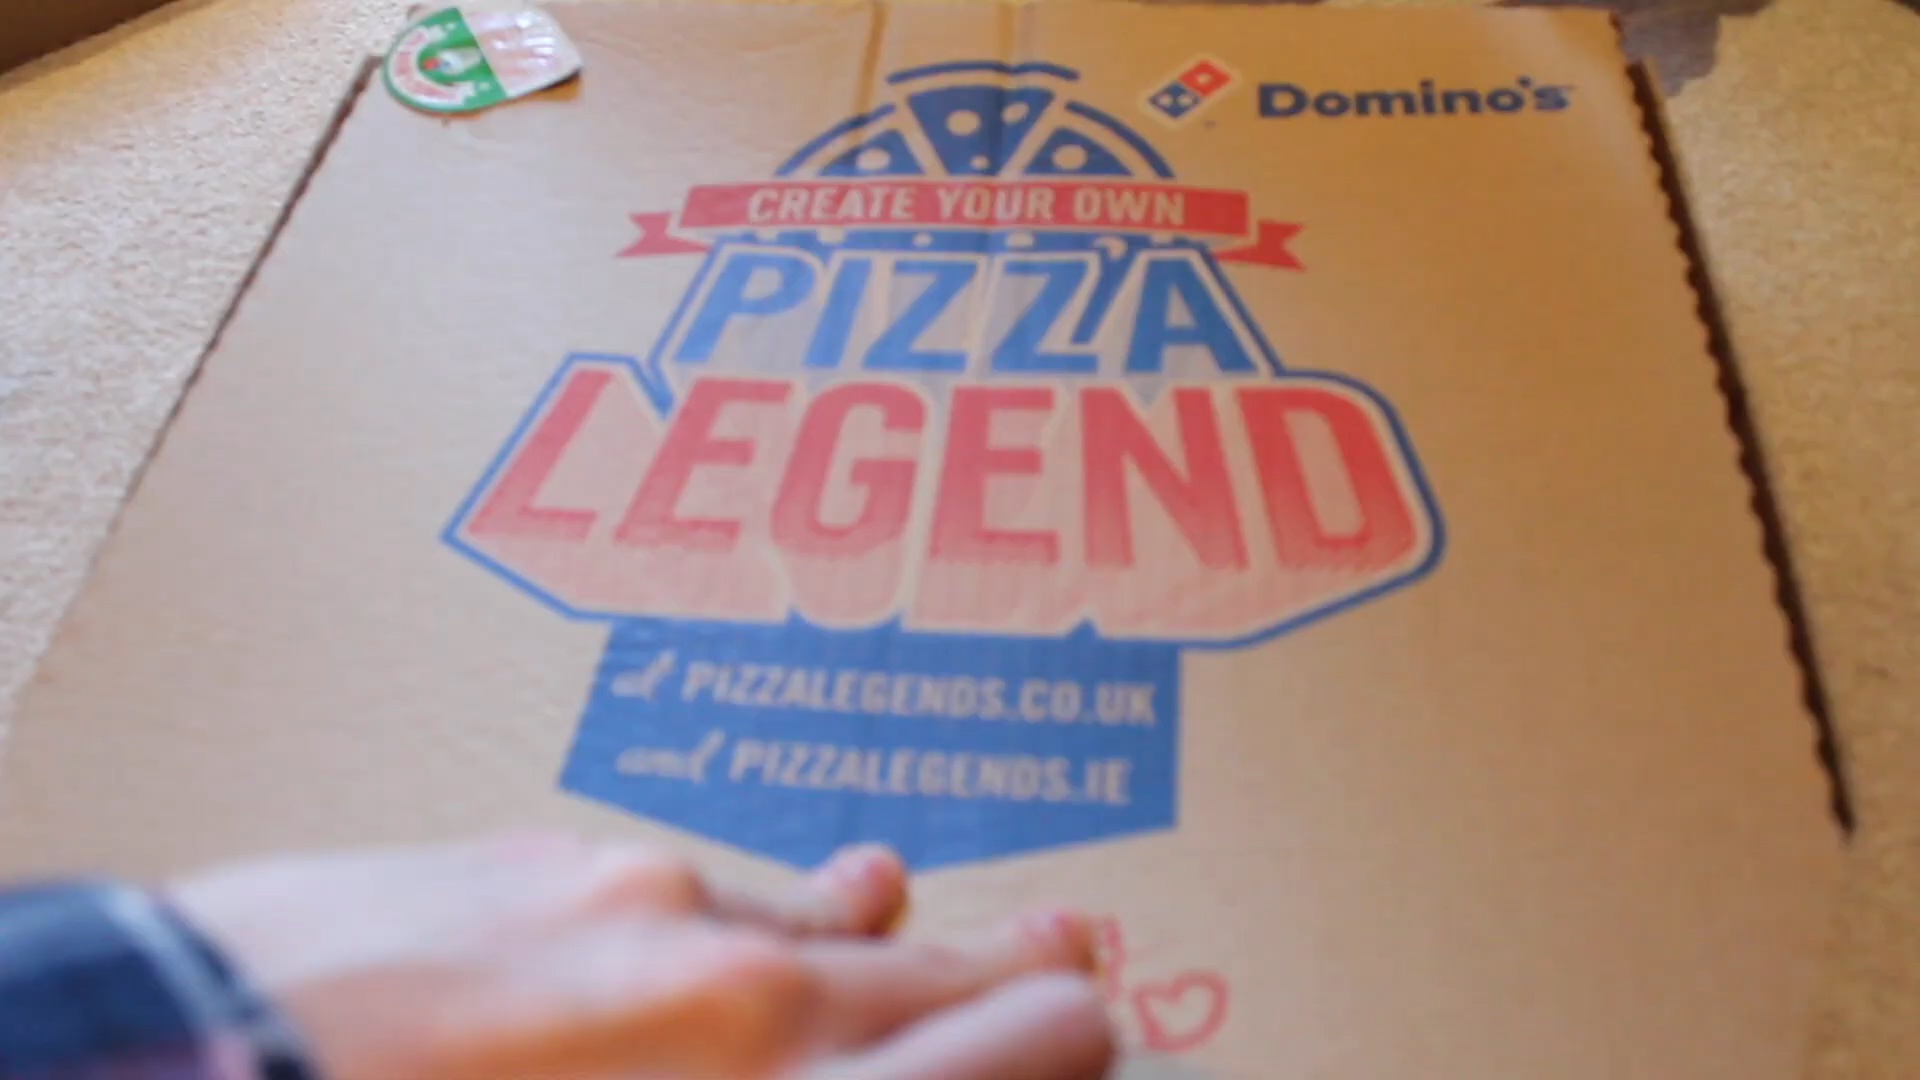 Domino's
CREATE YOUR OWN
PIZZA
LEGEND
at PIZZALEGENDS.CO.UK
and PIZZALEGENDS.IE